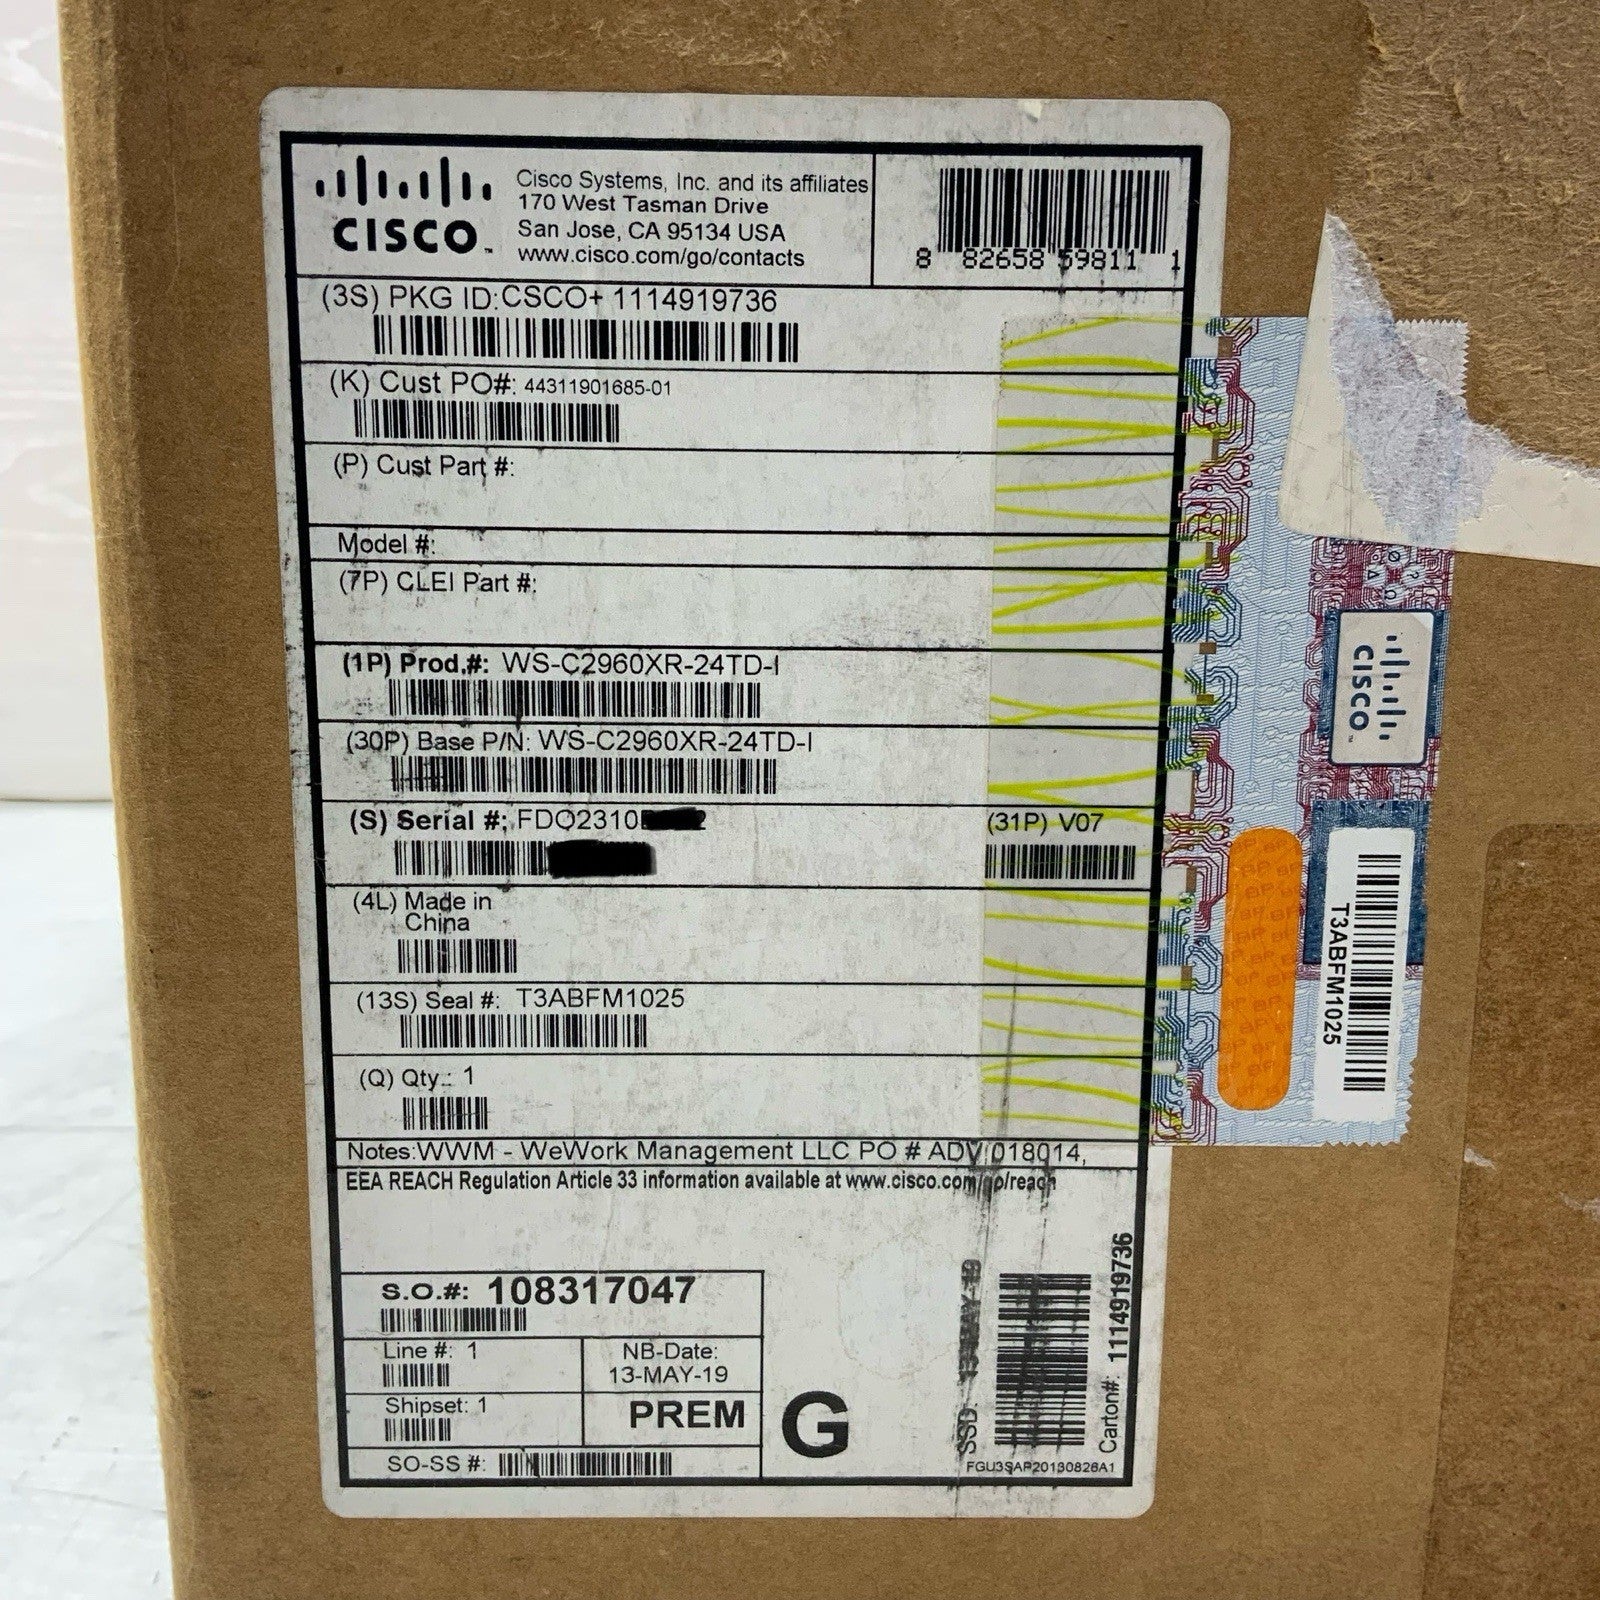 CISCO
Cisco Systems, Inc. and its affiliates
170 West Tasman Drive
San Jose, CA 95134 USA
www.cisco.com/go/contacts
8 82658 59811 1
(3S) PKG ID:CSCO+ 1114919736
(K) Cust PO#: 44311901685-01
(P) Cust Part #:
Model #:
(7P) CLEI Part #:
(1P) Prod.#: WS-C2960XR-24TD-I
(30P) Base P/N: WS-C2960XR-24TD-I
(S) Serial #: FDO2310
(31P) V07
(4L) Made in
China
(13S) Seal #: T3ABFM1025
(Q) Qty.: 1
Notes:WWM - WeWork Management LLC PO # ADV 018014,
EEA REACH Regulation Article 33 information available at www.cisco.com/go/reach
S.O.#: 108317047
Line #: 1
NB-Date:
13-MAY-19
Shipset: 1
PREM
SO-SS #:
G
SSD: 13-MAY-19
Carton#: 1114919736
FGU3SAP20130826A1
CISCO
T3ABFM1025